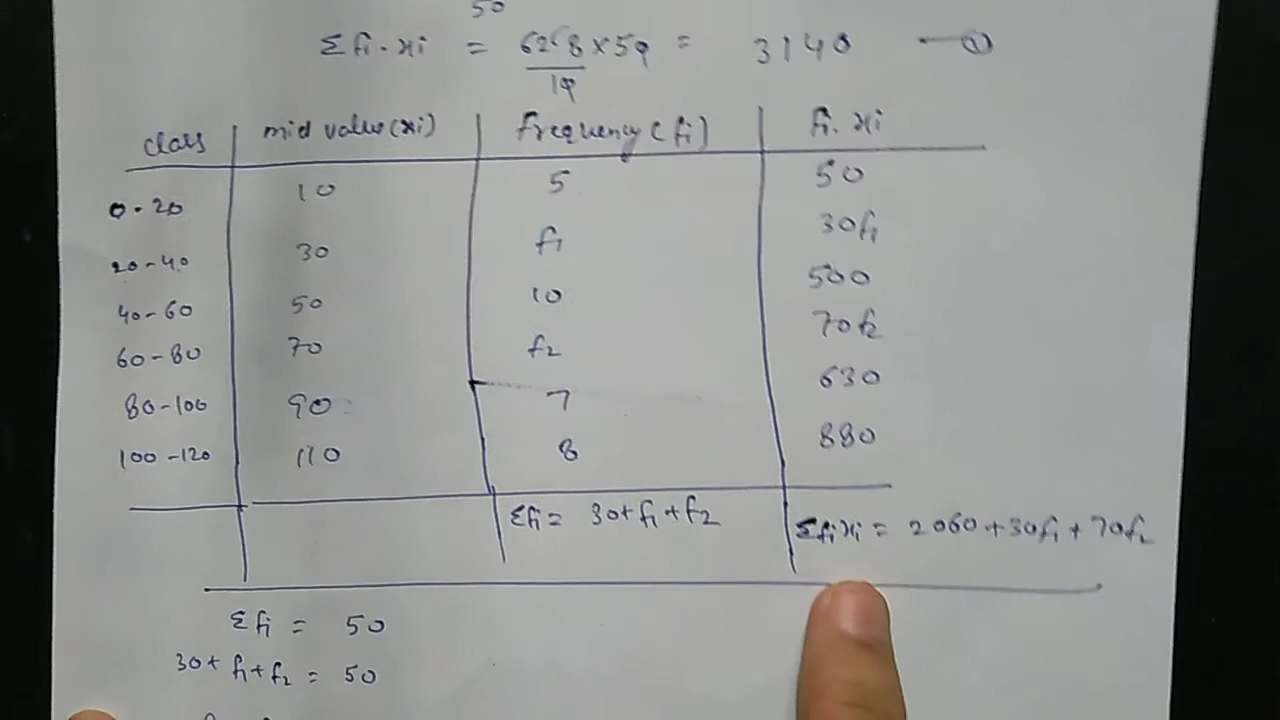 50
Σfi.xi = 6268×50 = 3140 —①
10
class | mid value(xi) | frequency(fi) | fi.xi
0-20 | 10 | 5 | 50
20-40 | 30 | f1 | 30f1
40-60 | 50 | 10 | 500
60-80 | 70 | f2 | 70f2
80-100 | 90 | 7 | 630
100-120 | 110 | 8 | 880
Σfi = 30+f1+f2 | Σfixi = 2060+30f1+70f2
Σfi = 50
30+f1+f2 = 50